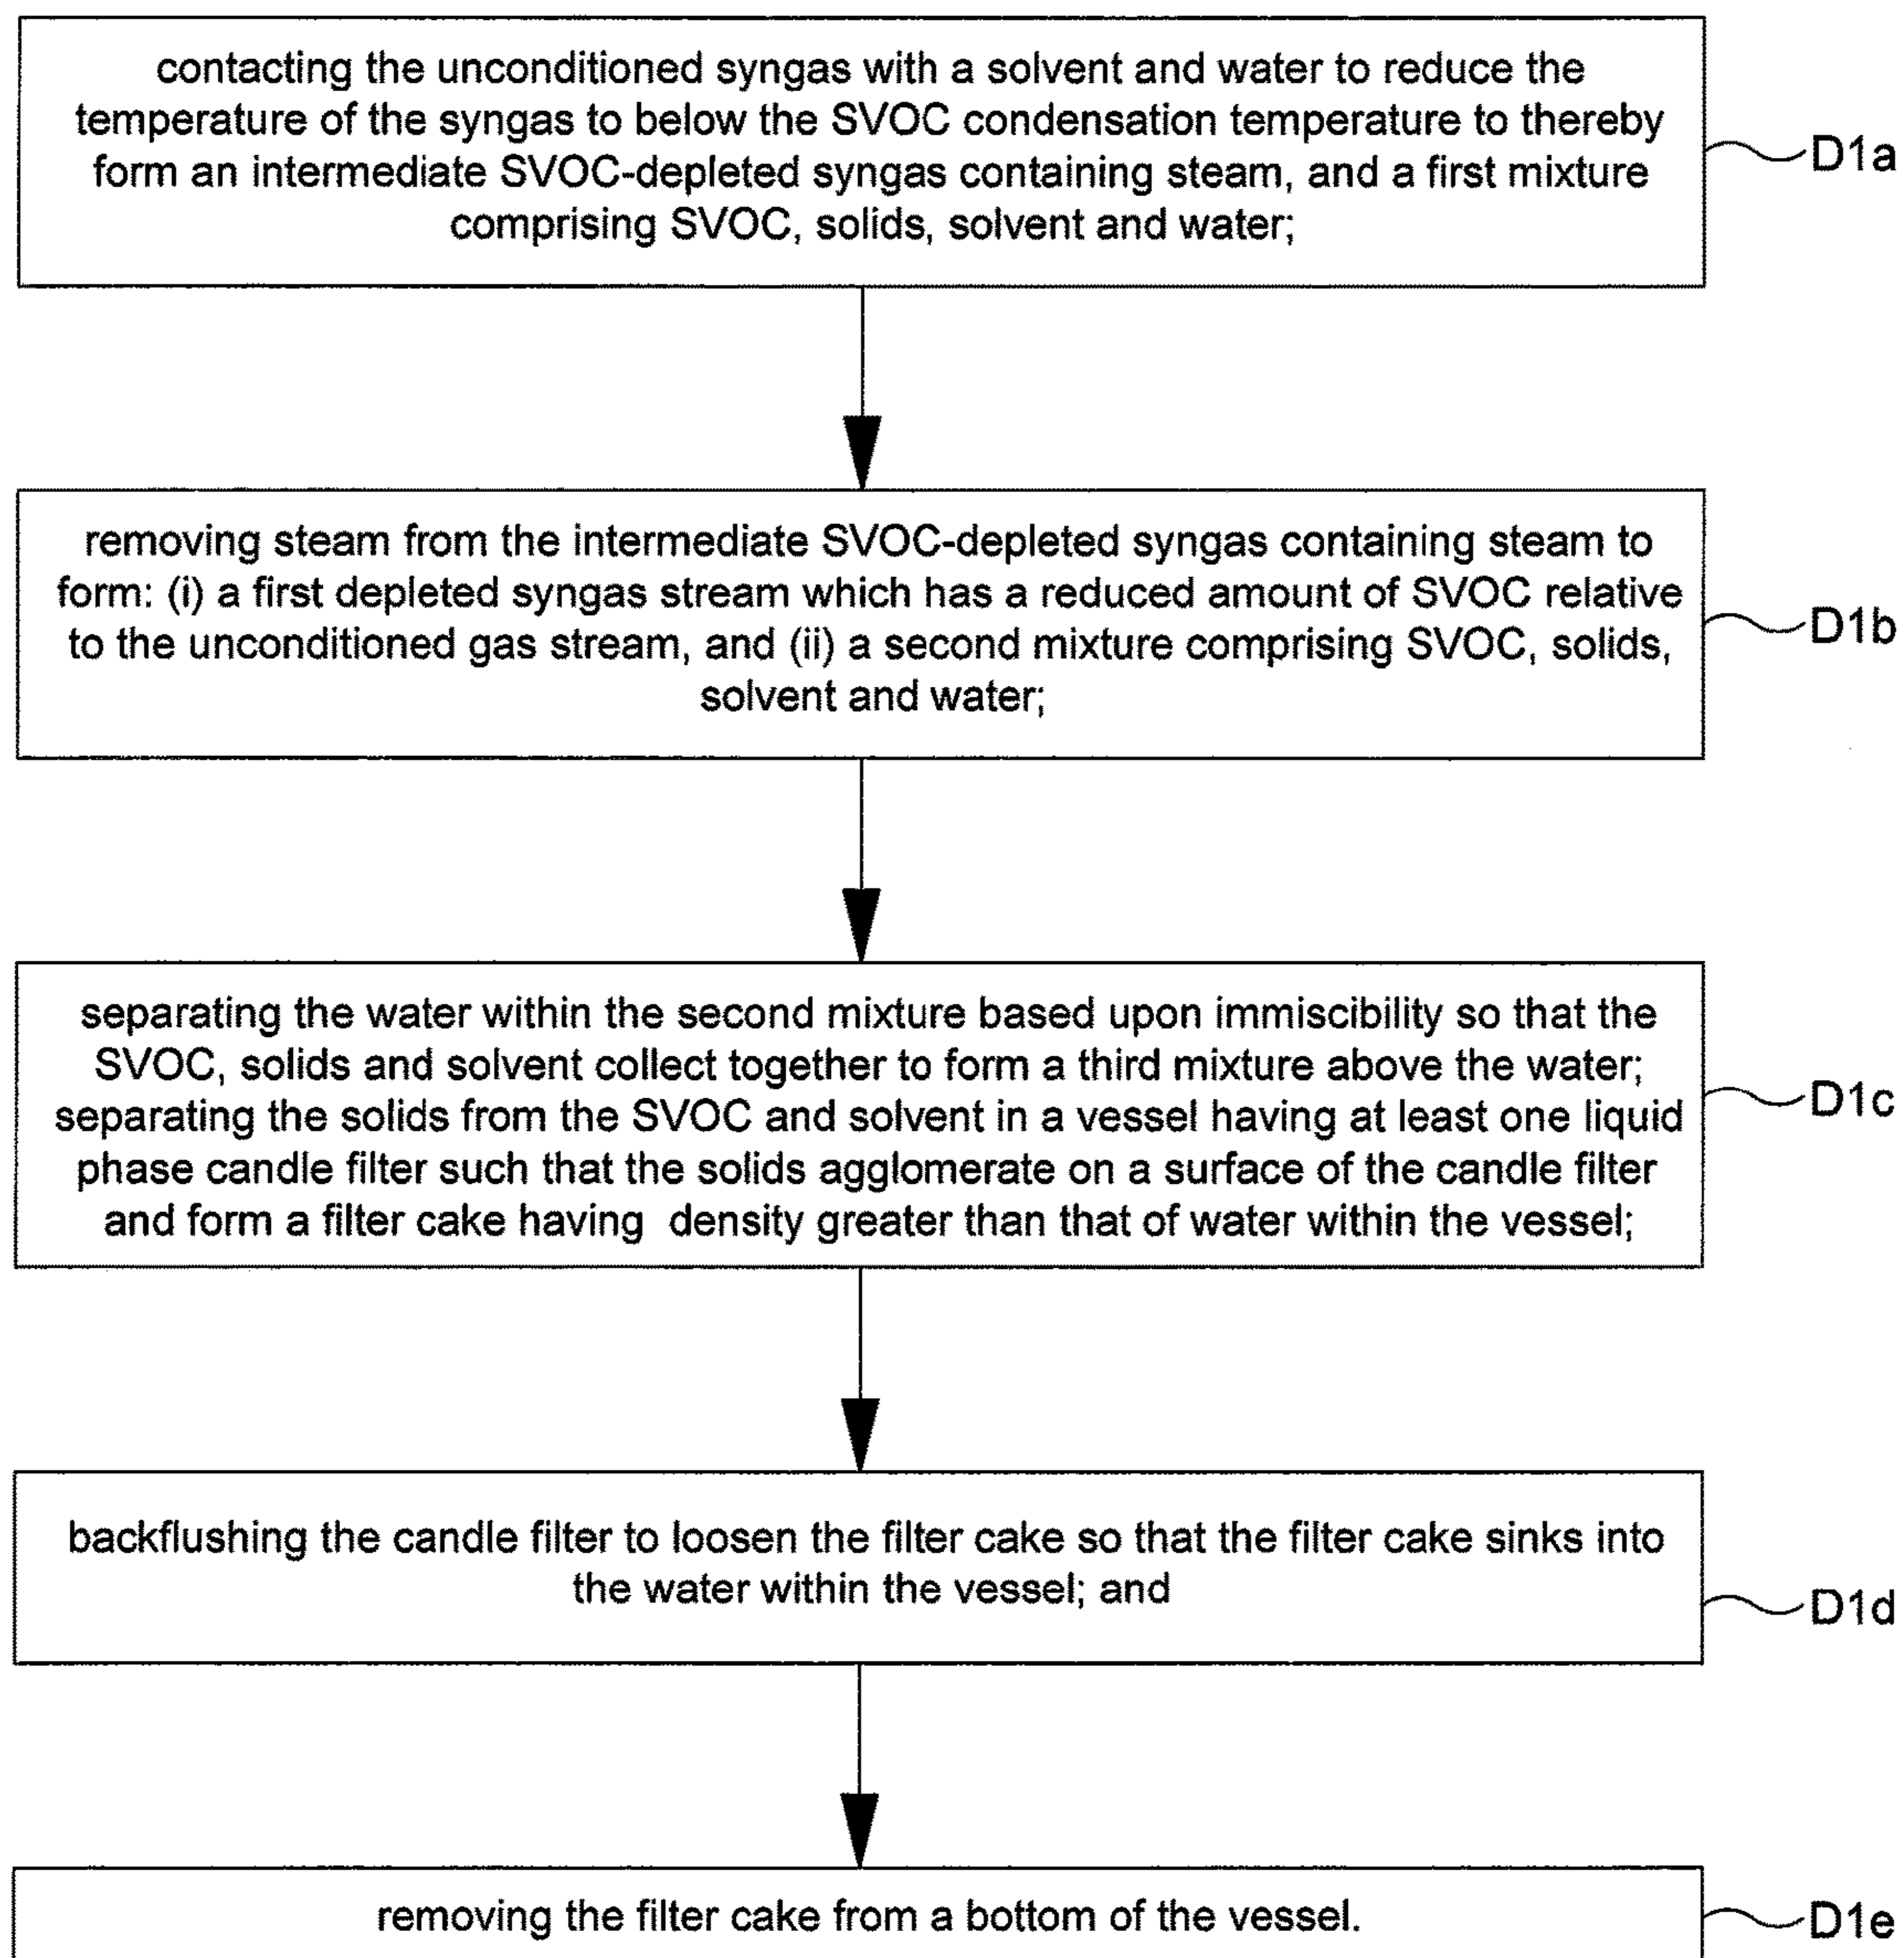 contacting the unconditioned syngas with a solvent and water to reduce the
temperature of the syngas to below the SVOC condensation temperature to thereby
form an intermediate SVOC-depleted syngas containing steam, and a first mixture
comprising SVOC, solids, solvent and water;
D1a
removing steam from the intermediate SVOC-depleted syngas containing steam to
form: (i) a first depleted syngas stream which has a reduced amount of SVOC relative
to the unconditioned gas stream, and (ii) a second mixture comprising SVOC, solids,
solvent and water;
D1b
separating the water within the second mixture based upon immiscibility so that the
SVOC, solids and solvent collect together to form a third mixture above the water;
separating the solids from the SVOC and solvent in a vessel having at least one liquid
phase candle filter such that the solids agglomerate on a surface of the candle filter
and form a filter cake having density greater than that of water within the vessel;
D1c
backflushing the candle filter to loosen the filter cake so that the filter cake sinks into
the water within the vessel; and
D1d
removing the filter cake from a bottom of the vessel.
D1e